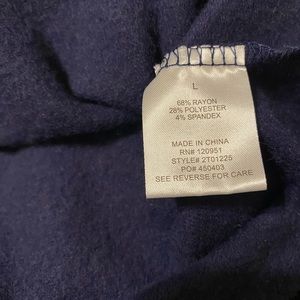 L
68% RAYON
28% POLYESTER
4% SPANDEX
MADE IN CHINA
RN# 120951
STYLE# 2T01225
PO# 450403
SEE REVERSE FOR CARE